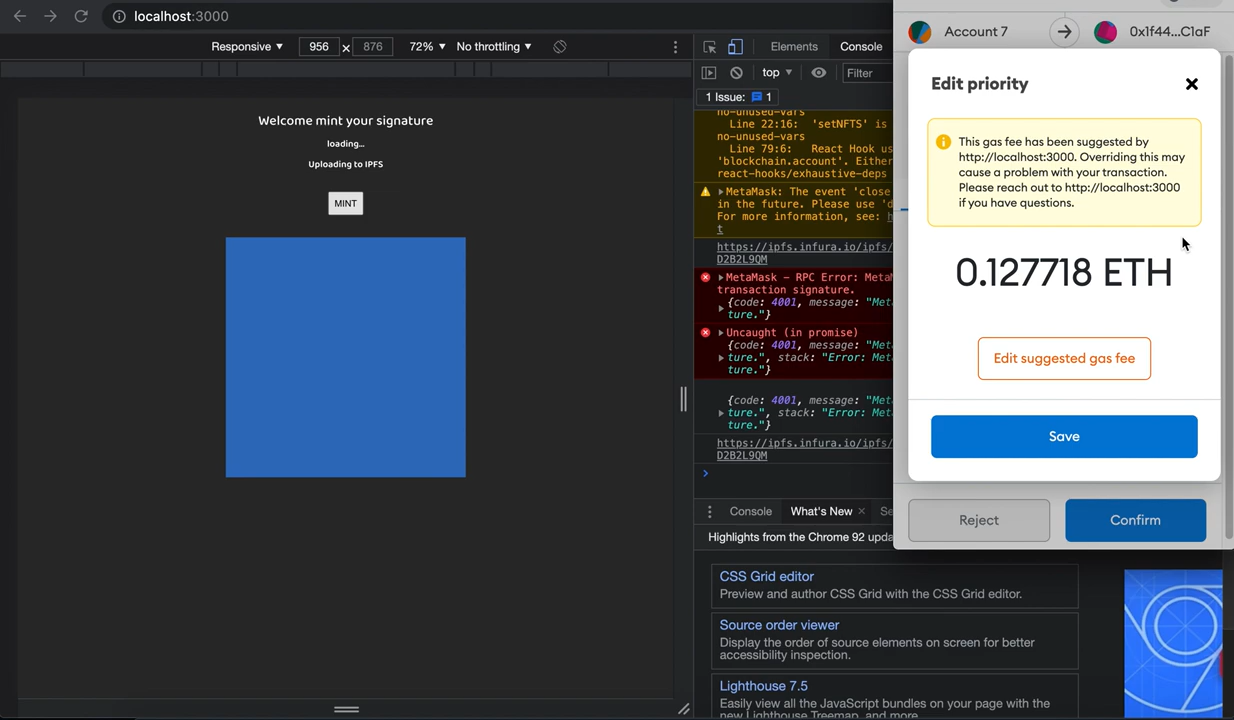 localhost:3000
Responsive
956
×
876
72%
No throttling
Elements
Console
top
Filter
1 Issue:
1
no-unused-vars
Line 22:16: 'setNFTS' is
no-unused-vars
Line 79:6: React Hook us
'blockchain.account'. Either
react-hooks/exhaustive-deps
MetaMask: The event 'close
in the future. Please use 'd
For more information, see: h
t
https://ipfs.infura.io/ipfs/
D2B2L9QM
MetaMask - RPC Error: MetaM
transaction signature.
{code: 4001, message: "Met
ture."}
Uncaught (in promise)
{code: 4001, message: "Met
ture.", stack: "Error: Met
ture."}
{code: 4001, message: "Met
ture.", stack: "Error: Met
ture."}
https://ipfs.infura.io/ipfs/
D2B2L9QM
Console
What's New
Se
Highlights from the Chrome 92 upda
CSS Grid editor
Preview and author CSS Grid with the CSS Grid editor.
Source order viewer
Display the order of source elements on screen for better
accessibility inspection.
Lighthouse 7.5
Easily view all the JavaScript bundles on your page with the
new Lighthouse Treemap, and more.
Welcome mint your signature
loading...
Uploading to IPFS
MINT
Account 7
0x1f44...C1aF
Edit priority
This gas fee has been suggested by
http://localhost:3000. Overriding this may
cause a problem with your transaction.
Please reach out to http://localhost:3000
if you have questions.
0.127718 ETH
Edit suggested gas fee
Save
Reject
Confirm